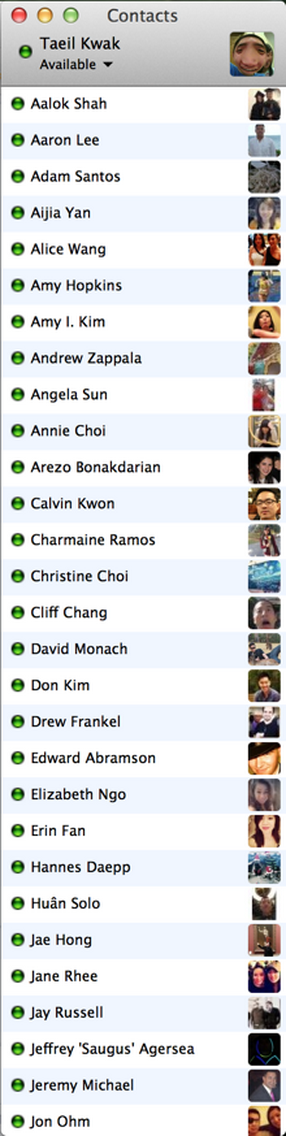 Contacts
Taeil Kwak
Available
Aalok Shah
Aaron Lee
Adam Santos
Aijia Yan
Alice Wang
Amy Hopkins
Amy I. Kim
Andrew Zappala
Angela Sun
Annie Choi
Arezo Bonakdarian
Calvin Kwon
Charmaine Ramos
Christine Choi
Cliff Chang
David Monach
Don Kim
Drew Frankel
Edward Abramson
Elizabeth Ngo
Erin Fan
Hannes Daepp
Huân Solo
Jae Hong
Jane Rhee
Jay Russell
Jeffrey 'Saugus' Agersea
Jeremy Michael
Jon Ohm